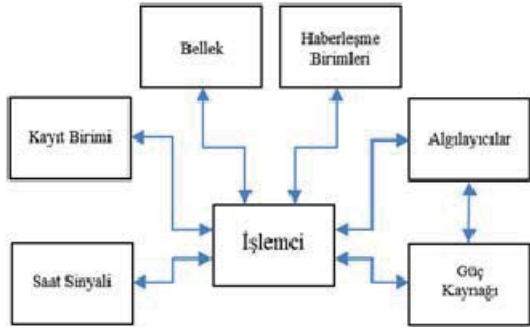 Bellek
Haberleşme
Birimleri
Kayıt Birimi
Algılayıcılar
İşlemci
Saat Sinyali
Güç
Kaynağı